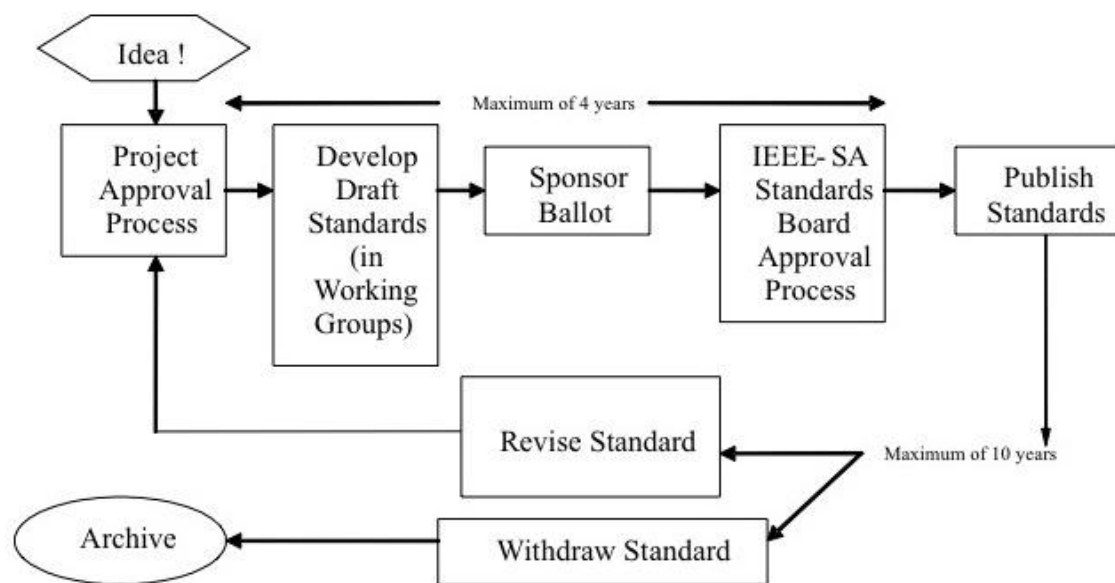 Idea !
Maximum of 4 years
Project
Approval
Process
Develop
Draft
Standards
(in
Working
Groups)
Sponsor
Ballot
IEEE- SA
Standards
Board
Approval
Process
Publish
Standards
Revise Standard
Maximum of 10 years
Archive
Withdraw Standard